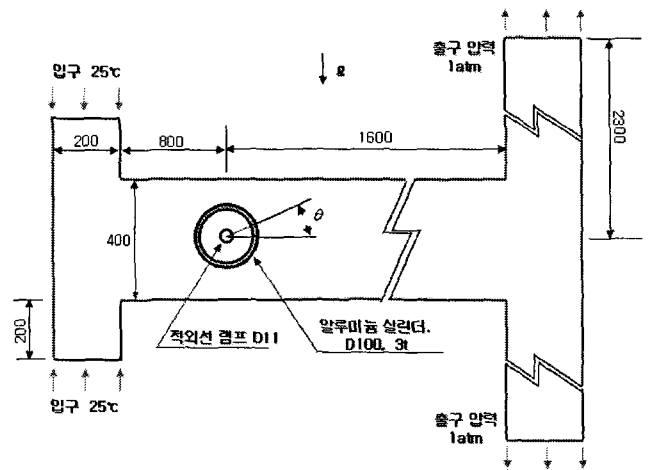 출구 압력
1atm
입구 25℃
g
200
800
1600
2300
400
θ
200
적외선 램프 D11
알루미늄 실린더.
D100, 3t
입구 25℃
출구 압력
1atm